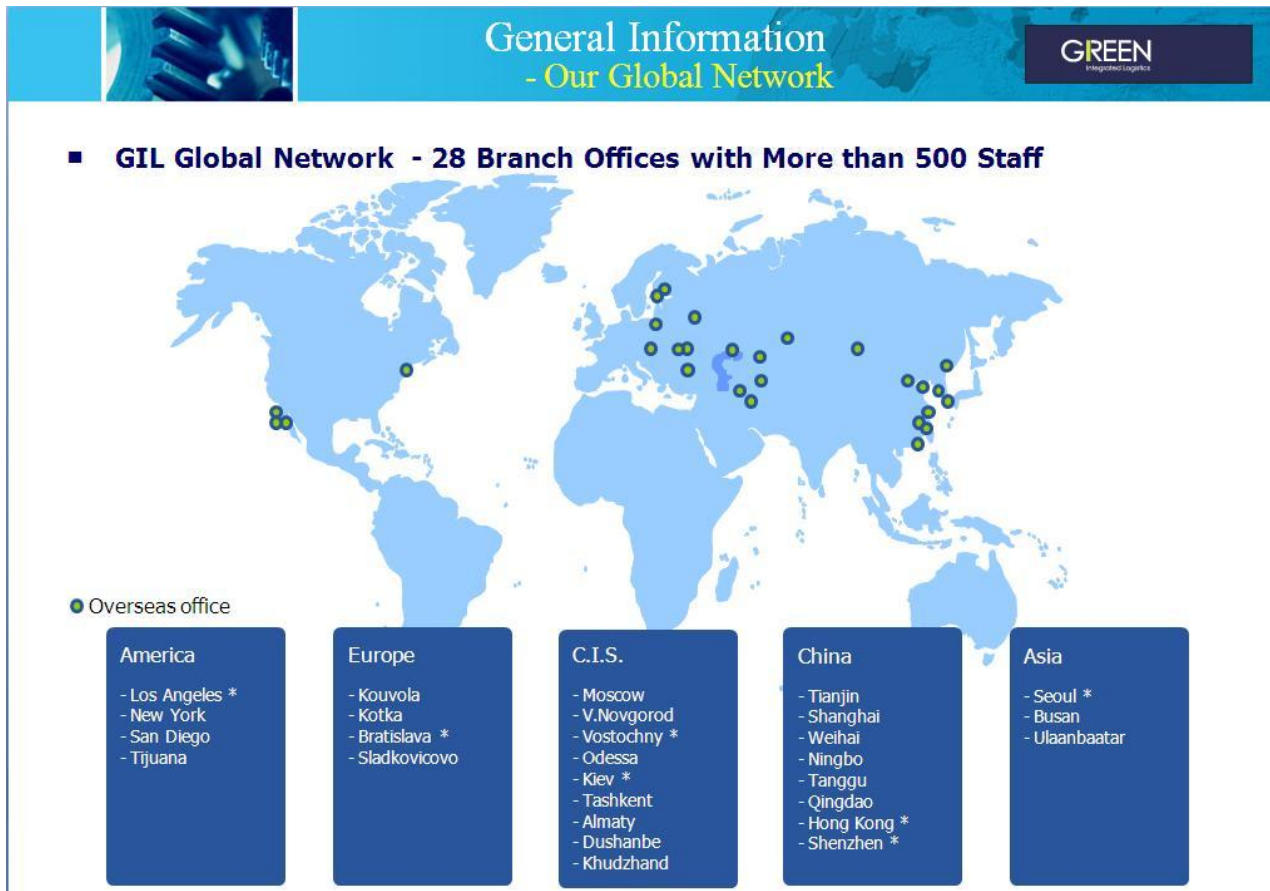 General Information
- Our Global Network
GREEN
Integrated Logistics
■ GIL Global Network - 28 Branch Offices with More than 500 Staff
Overseas office
America
- Los Angeles *
- New York
- San Diego
- Tijuana
Europe
- Kouvola
- Kotka
- Bratislava *
- Sladkovicovo
C.I.S.
- Moscow
- V.Novgorod
- Vostochny *
- Odessa
- Kiev *
- Tashkent
- Almaty
- Dushanbe
- Khudzhand
China
- Tianjin
- Shanghai
- Weihai
- Ningbo
- Tanggu
- Qingdao
- Hong Kong *
- Shenzhen *
Asia
- Seoul *
- Busan
- Ulaanbaatar